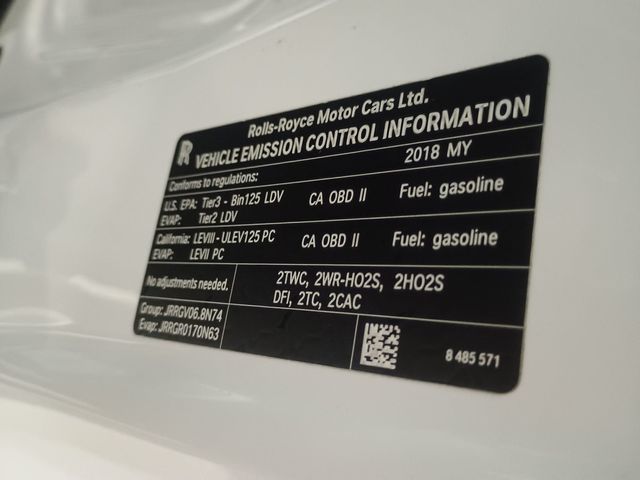 Rolls-Royce Motor Cars Ltd.
VEHICLE EMISSION CONTROL INFORMATION
Conforms to regulations: 2018 MY
U.S. EPA: Tier3 - Bin125 LDV CA OBD II Fuel: gasoline
EVAP: Tier2 LDV
California: LEVIII - ULEV125 PC CA OBD II Fuel: gasoline
EVAP: LEVII PC
No adjustments needed. 2TWC, 2WR-HO2S, 2HO2S
DFI, 2TC, 2CAC
Group: JRRGV06.8N74
Evap: JRRGR0170N63
8 485 571